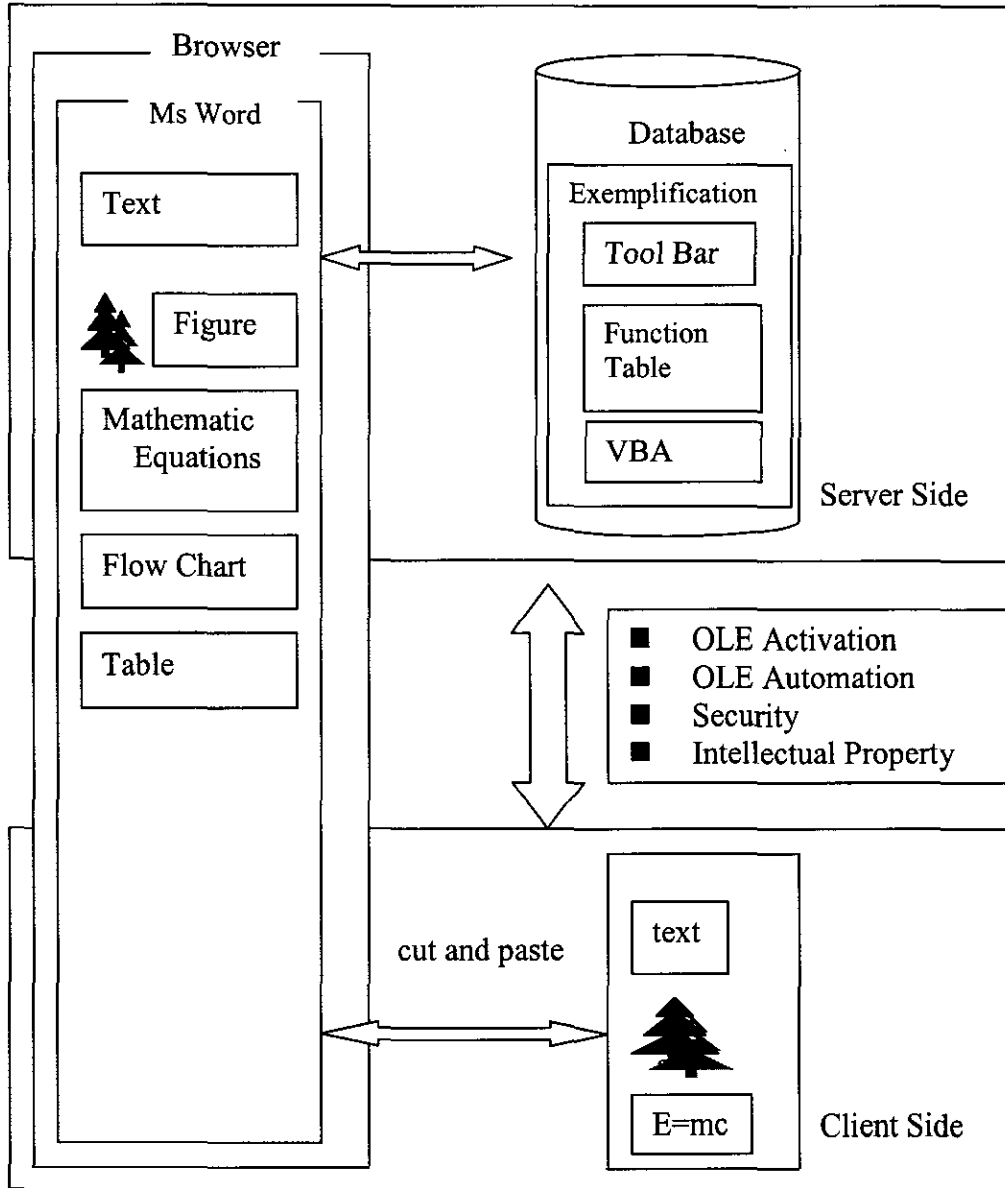 Browser
Ms Word
Text
Figure
Mathematic
Equations
Flow Chart
Table
Database
Exemplification
Tool Bar
Function
Table
VBA
Server Side
■ OLE Activation
■ OLE Automation
■ Security
■ Intellectual Property
cut and paste
text
E=mc
Client Side